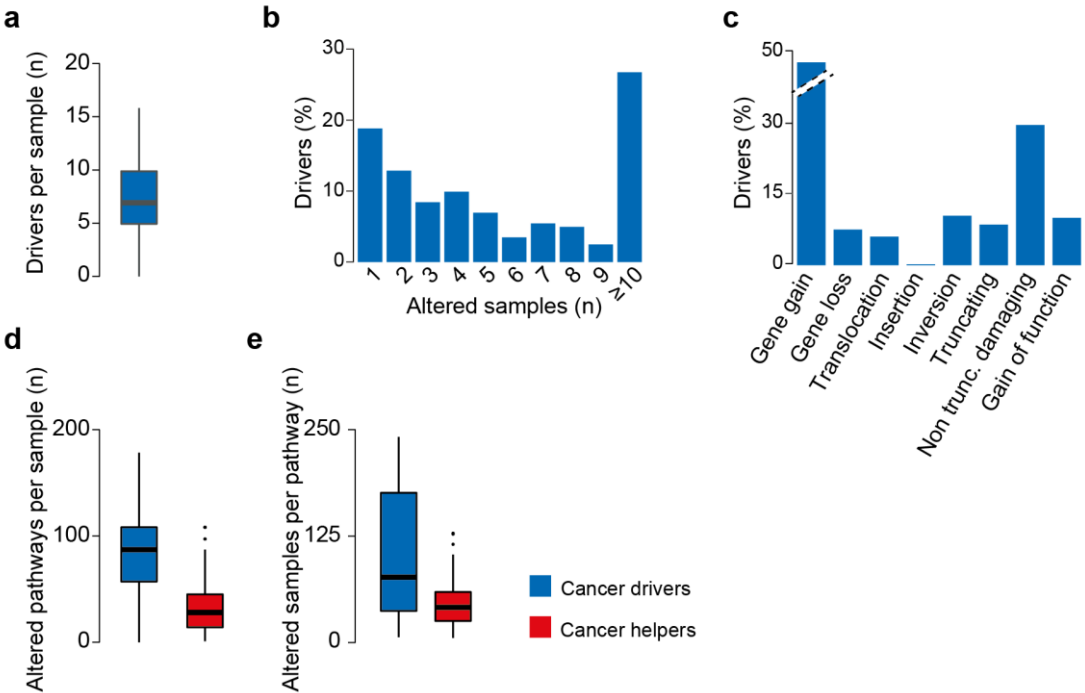 a
Drivers per sample (n)
20
15
10
5
0
b
Drivers (%)
30
20
10
0
1 2 3 4 5 6 7 8 9 ≥10
Altered samples (n)
c
Drivers (%)
50
30
15
0
Gene gain
Gene loss
Translocation
Insertion
Inversion
Truncating
Non trunc. damaging
Gain of function
d
Altered pathways per sample (n)
200
100
0
e
Altered samples per pathway (n)
250
125
0
Cancer drivers
Cancer helpers